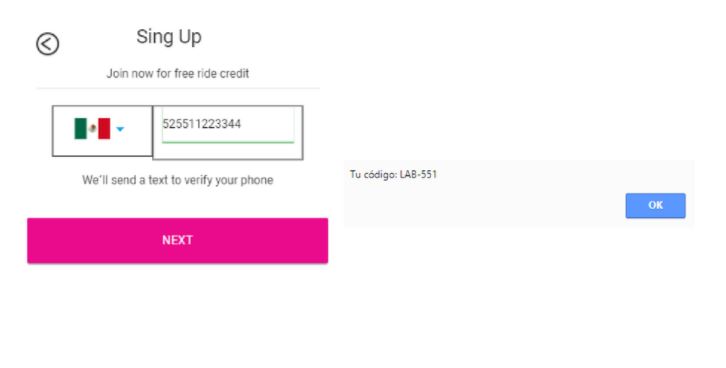 Sing Up
Join now for free ride credit
525511223344
We'll send a text to verify your phone
NEXT
Tu código: LAB-551
OK